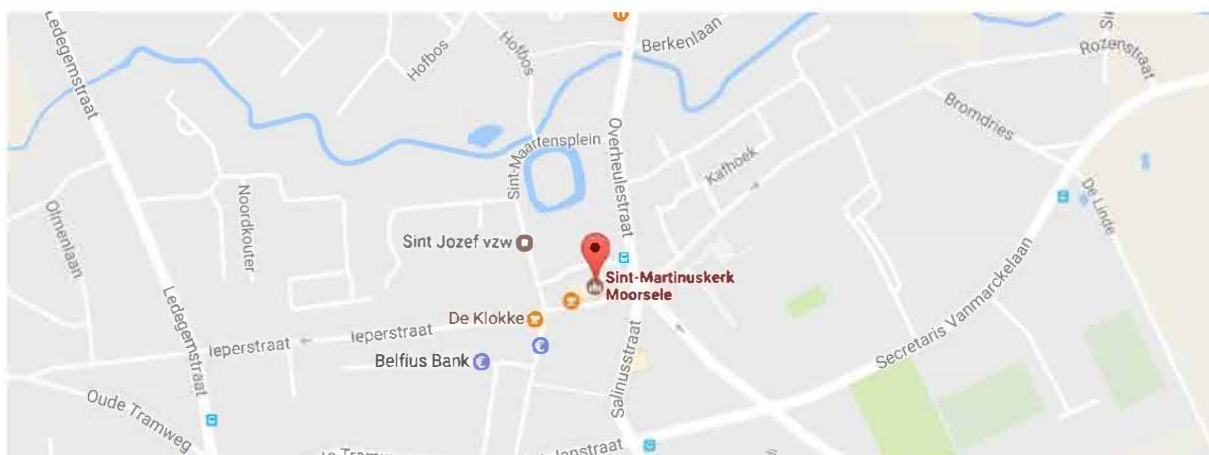 Ledegemstraat
Hofbos
Hofbos
Berkenlaan
Rozenstraat
Bromdries
Overheulestraat
Sint-Maartensplein
Kafhoek
De Linde
Olmenlaan
Noordkouter
Sint Jozef vzw
Sint-Martinuskerk
Moorsele
De Klokke
Ieperstraat
Ieperstraat
Belfius Bank
Ledegemstraat
Salinusstraat
Secretaris Vanmarckelaan
Oude Tramweg